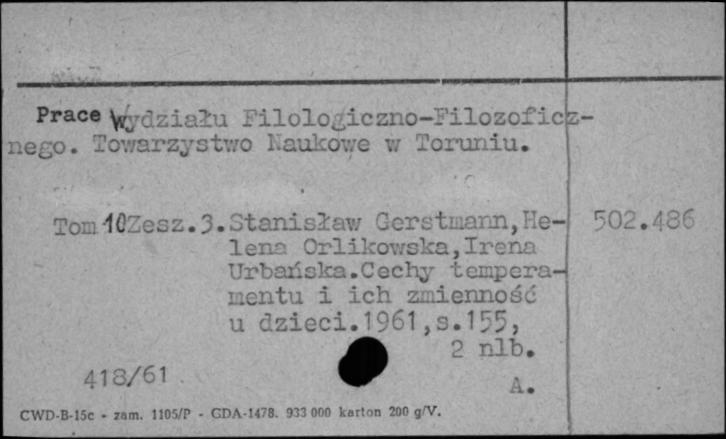 Prace Wydziału Filologiczno-Filozoficz-
nego. Towarzystwo Naukowe w Toruniu.
Tom 10 Zesz.3. Stanisław Gerstmann, He- 502.486
lena Orlikowska, Irena
Urbańska. Cechy tempera-
mentu i ich zmienność
u dzieci. 1961, s.155,
2 nlb.
418/61
A.
CWD-B-15c - zam. 1105/P - GDA-1478. 933 000 karton 200 g/V.